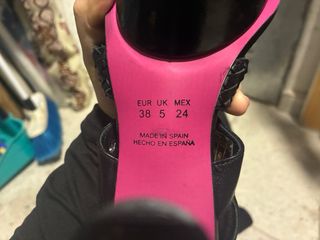 EUR UK MEX
38 5 24
MADE IN SPAIN
HECHO EN ESPAÑA